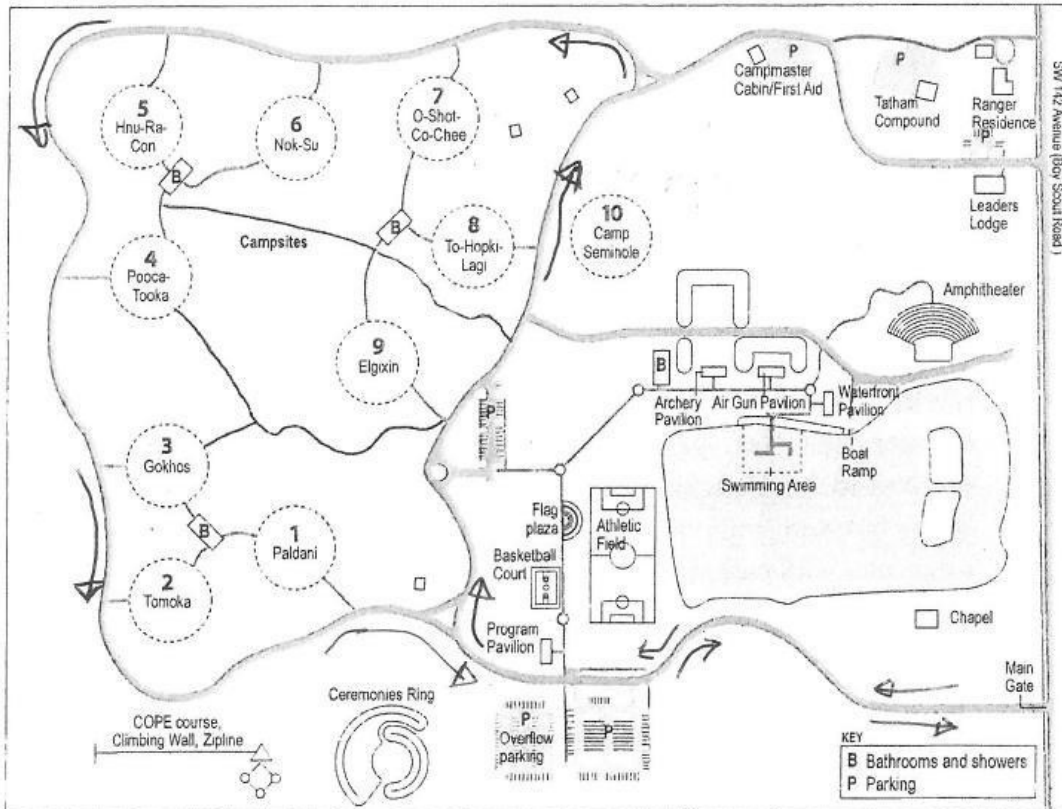 5
Hnu-Ra-
Con
6
Nok-Su
7
O-Shot-
Co-Chee
P
Campmaster
Cabin/First Aid
P
Tatham
Compound
Ranger
Residence
P
Leaders
Lodge
SW 142 Avenue (Boy Scout Road)
B
B
Campsites
8
To-Hopki-
Lagi
10
Camp
Seminole
4
Pooca-
Tooka
Amphitheater
9
Elgixin
B
Archery
Pavilion
Air Gun Pavilion
Waterfront
Pavilion
P
Boat
Ramp
Swimming Area
3
Gokhos
B
1
Paldani
2
Tomoka
Flag
plaza
Athletic
Field
Basketball
Court
Program
Pavilion
Chapel
Main
Gate
Ceremonies Ring
COPE course,
Climbing Wall, Zipline
P
Overflow
parking
P
KEY
B Bathrooms and showers
P Parking